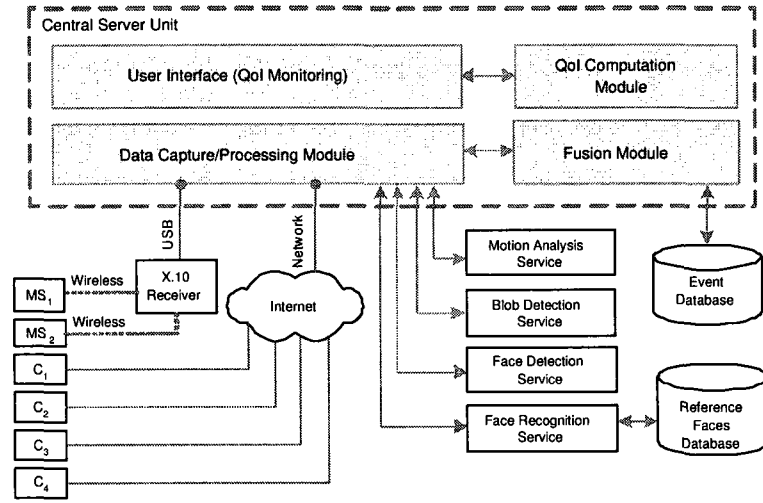 Central Server Unit
User Interface (QoI Monitoring)
QoI Computation
Module
Data Capture/Processing Module
Fusion Module
USB
Network
Wireless
X.10
Receiver
MS1
Wireless
MS2
Internet
C1
C2
C3
C4
Motion Analysis
Service
Blob Detection
Service
Face Detection
Service
Face Recognition
Service
Event
Database
Reference
Faces
Database